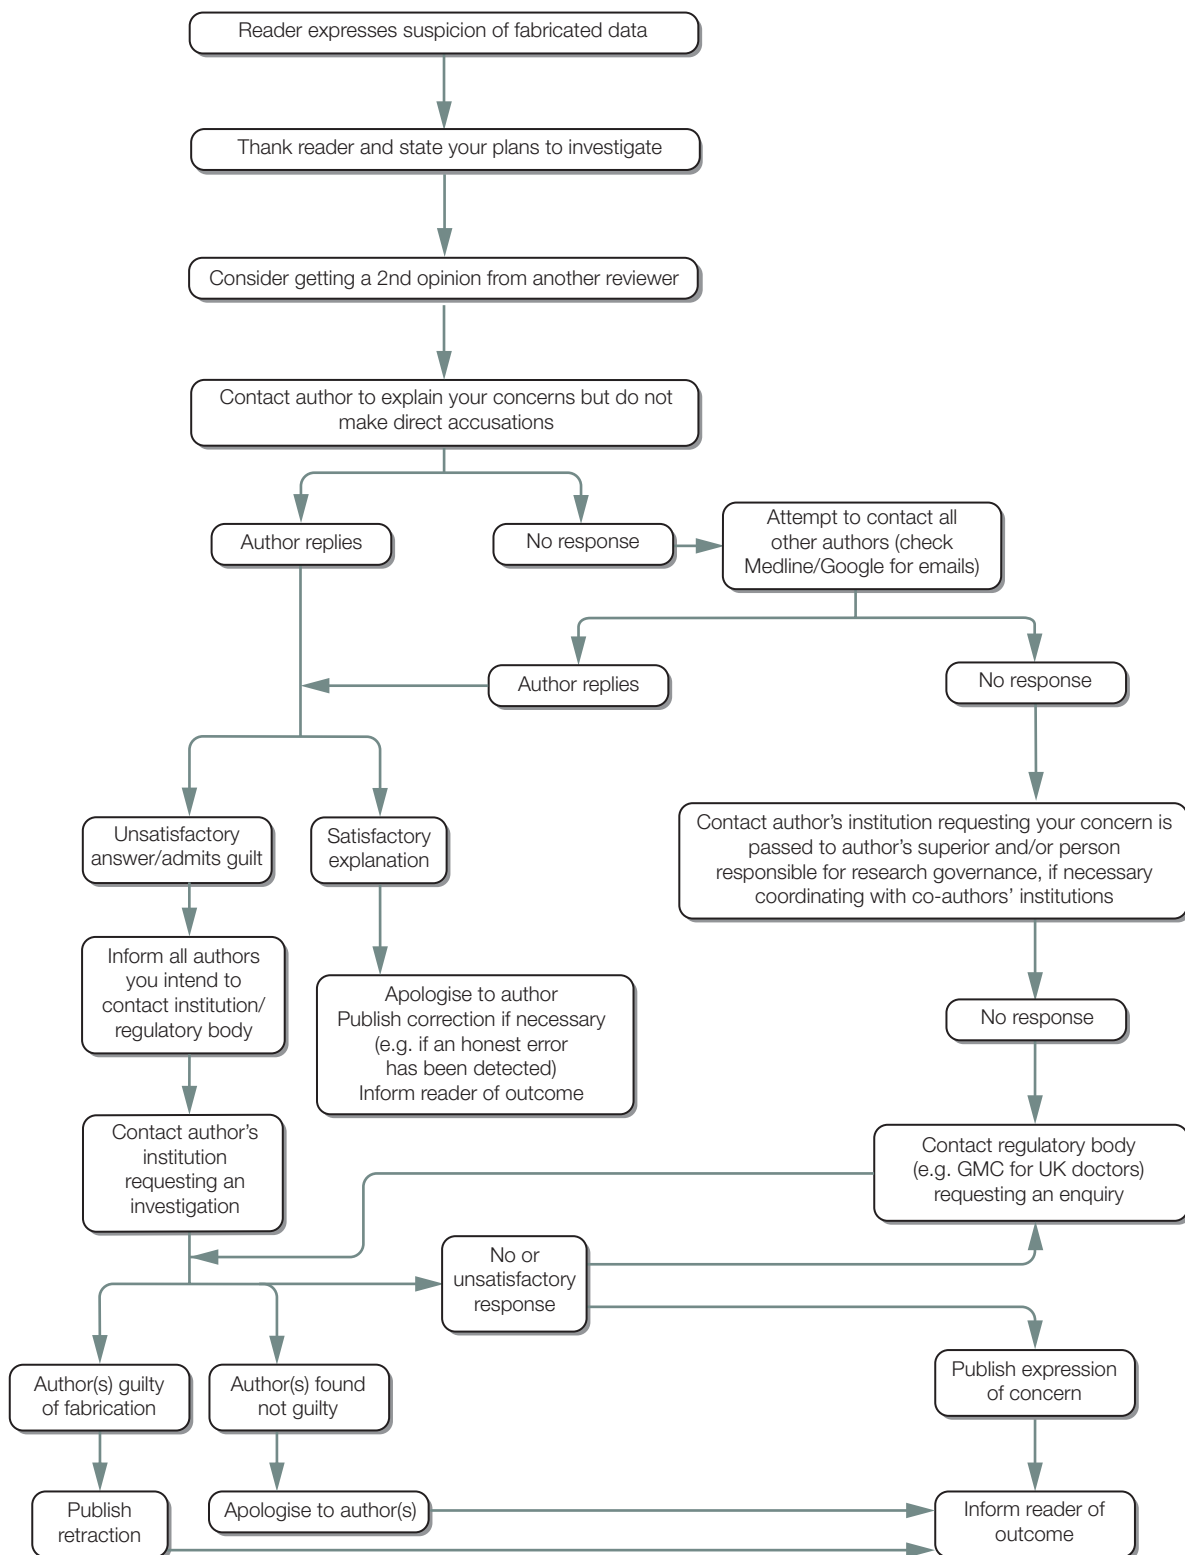 Reader expresses suspicion of fabricated data
Thank reader and state your plans to investigate
Consider getting a 2nd opinion from another reviewer
Contact author to explain your concerns but do not
make direct accusations
Author replies
No response
Attempt to contact all
other authors (check
Medline/Google for emails)
Author replies
No response
Unsatisfactory
answer/admits guilt
Satisfactory
explanation
Contact author's institution requesting your concern is
passed to author's superior and/or person
responsible for research governance, if necessary
coordinating with co-authors' institutions
Inform all authors
you intend to
contact institution/
regulatory body
Apologise to author
Publish correction if necessary
(e.g. if an honest error
has been detected)
Inform reader of outcome
No response
Contact author's
institution
requesting an
investigation
Contact regulatory body
(e.g. GMC for UK doctors)
requesting an enquiry
No or
unsatisfactory
response
Author(s) guilty
of fabrication
Author(s) found
not guilty
Publish expression
of concern
Publish
retraction
Apologise to author(s)
Inform reader of
outcome